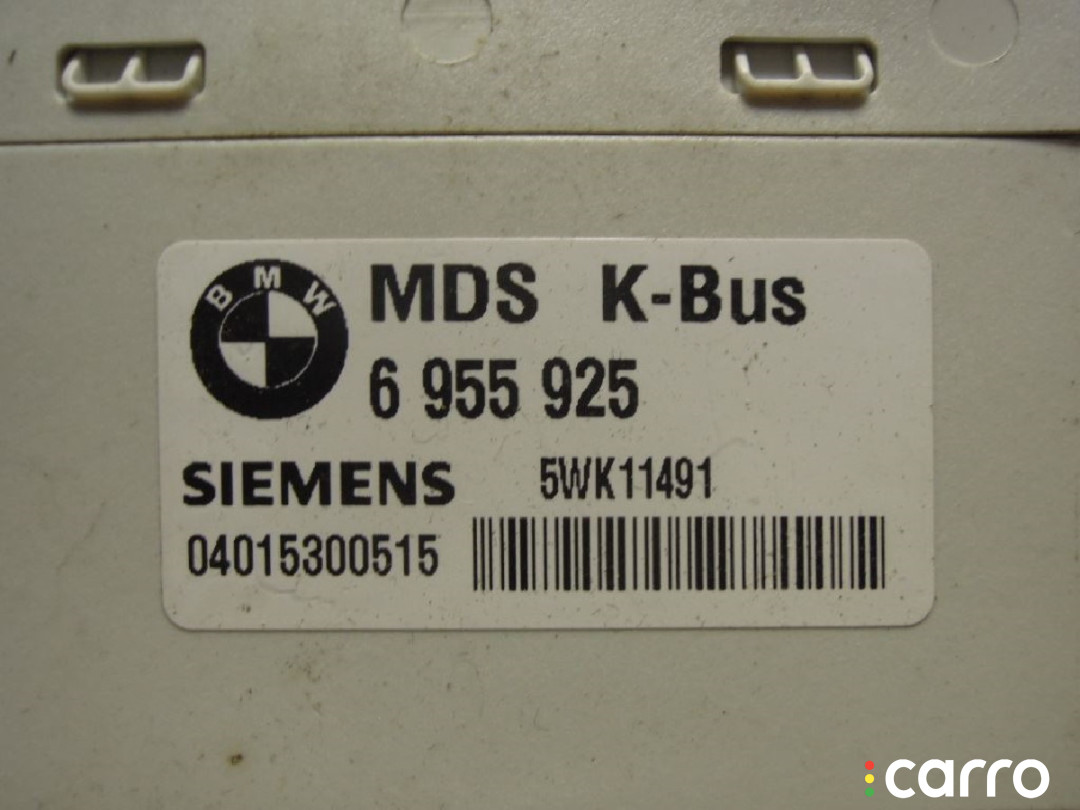 BMW
MDS K-Bus
6 955 925
SIEMENS 5WK11491
04015300515
carro